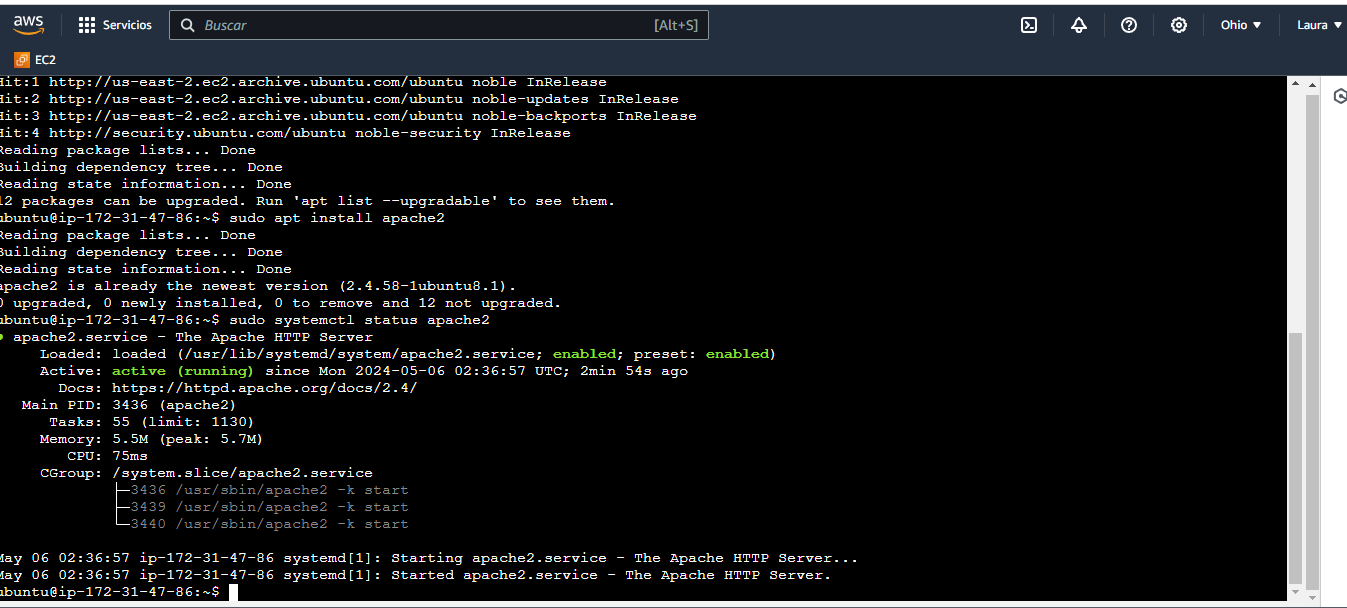 aws
Servicios
Buscar
[Alt+S]
Ohio
Laura
EC2
Hit:1 http://us-east-2.ec2.archive.ubuntu.com/ubuntu noble InRelease
Hit:2 http://us-east-2.ec2.archive.ubuntu.com/ubuntu noble-updates InRelease
Hit:3 http://us-east-2.ec2.archive.ubuntu.com/ubuntu noble-backports InRelease
Hit:4 http://security.ubuntu.com/ubuntu noble-security InRelease
Reading package lists... Done
Building dependency tree... Done
Reading state information... Done
12 packages can be upgraded. Run 'apt list --upgradable' to see them.
ubuntu@ip-172-31-47-86:~$ sudo apt install apache2
Reading package lists... Done
Building dependency tree... Done
Reading state information... Done
apache2 is already the newest version (2.4.58-1ubuntu8.1).
0 upgraded, 0 newly installed, 0 to remove and 12 not upgraded.
ubuntu@ip-172-31-47-86:~$ sudo systemctl status apache2
● apache2.service - The Apache HTTP Server
Loaded: loaded (/usr/lib/systemd/system/apache2.service; enabled; preset: enabled)
Active: active (running) since Mon 2024-05-06 02:36:57 UTC; 2min 54s ago
Docs: https://httpd.apache.org/docs/2.4/
Main PID: 3436 (apache2)
Tasks: 55 (limit: 1130)
Memory: 5.5M (peak: 5.7M)
CPU: 75ms
CGroup: /system.slice/apache2.service
├─3436 /usr/sbin/apache2 -k start
├─3439 /usr/sbin/apache2 -k start
└─3440 /usr/sbin/apache2 -k start
May 06 02:36:57 ip-172-31-47-86 systemd[1]: Starting apache2.service - The Apache HTTP Server...
May 06 02:36:57 ip-172-31-47-86 systemd[1]: Started apache2.service - The Apache HTTP Server.
ubuntu@ip-172-31-47-86:~$